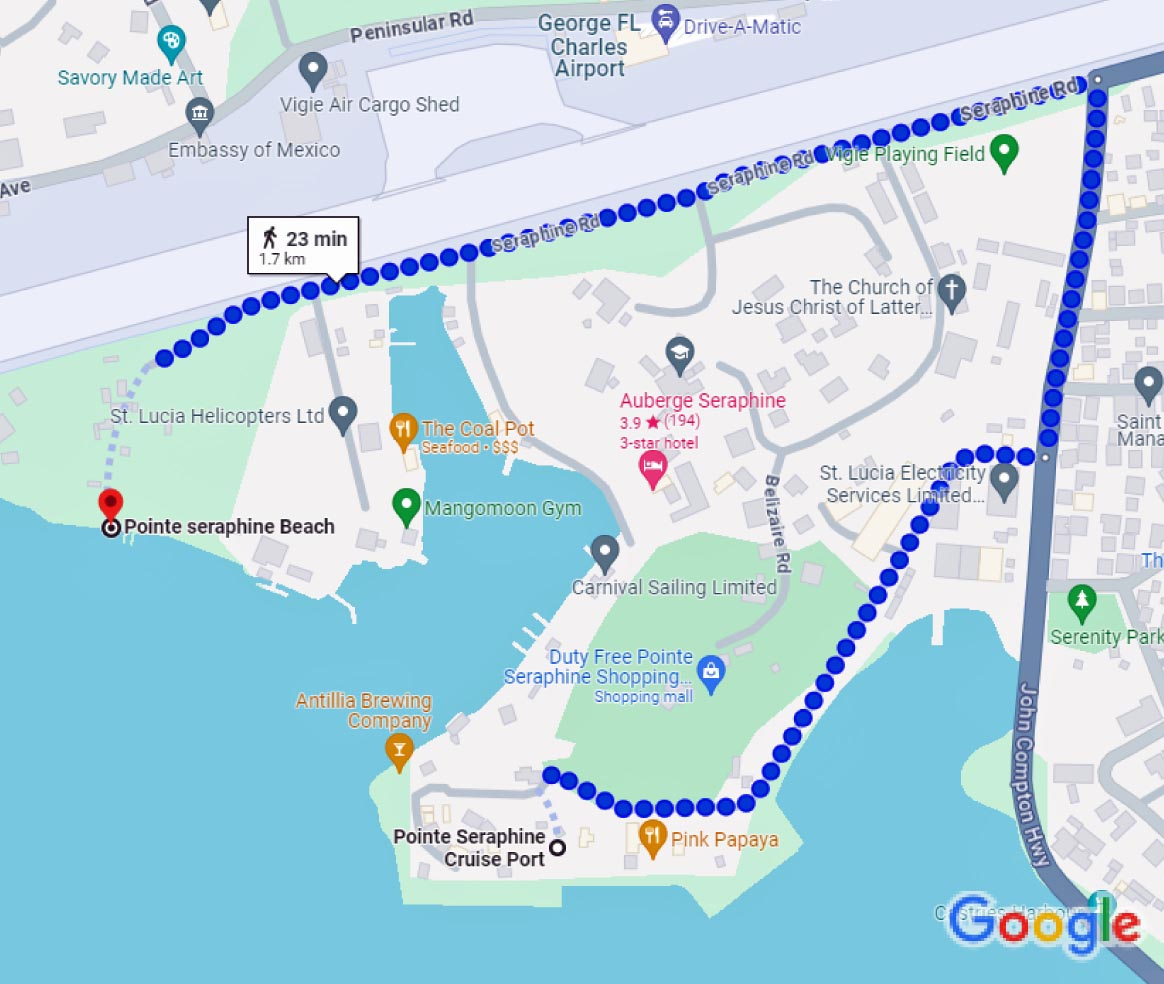 Peninsular Rd
George FL
Charles
Airport
Drive-A-Matic
Savory Made Art
Vigie Air Cargo Shed
Embassy of Mexico
Ave
Seraphine Rd
Vigie Playing Field
Seraphine Rd
Seraphine Rd
23 min
1.7 km
The Church of
Jesus Christ of Latter...
St. Lucia Helicopters Ltd
The Coal Pot
Seafood • $$$
Auberge Seraphine
3.9 ★ (194)
3-star hotel
Saint
Mana
St. Lucia Electricity
Services Limited...
Belizaire Rd
Mangomoon Gym
Pointe seraphine Beach
Th
Carnival Sailing Limited
Serenity Park
Duty Free Pointe
Seraphine Shopping...
Shopping mall
Antillia Brewing
Company
John Compton Hwy
Pointe Seraphine
Cruise Port
Pink Papaya
Castries Harbour
Google